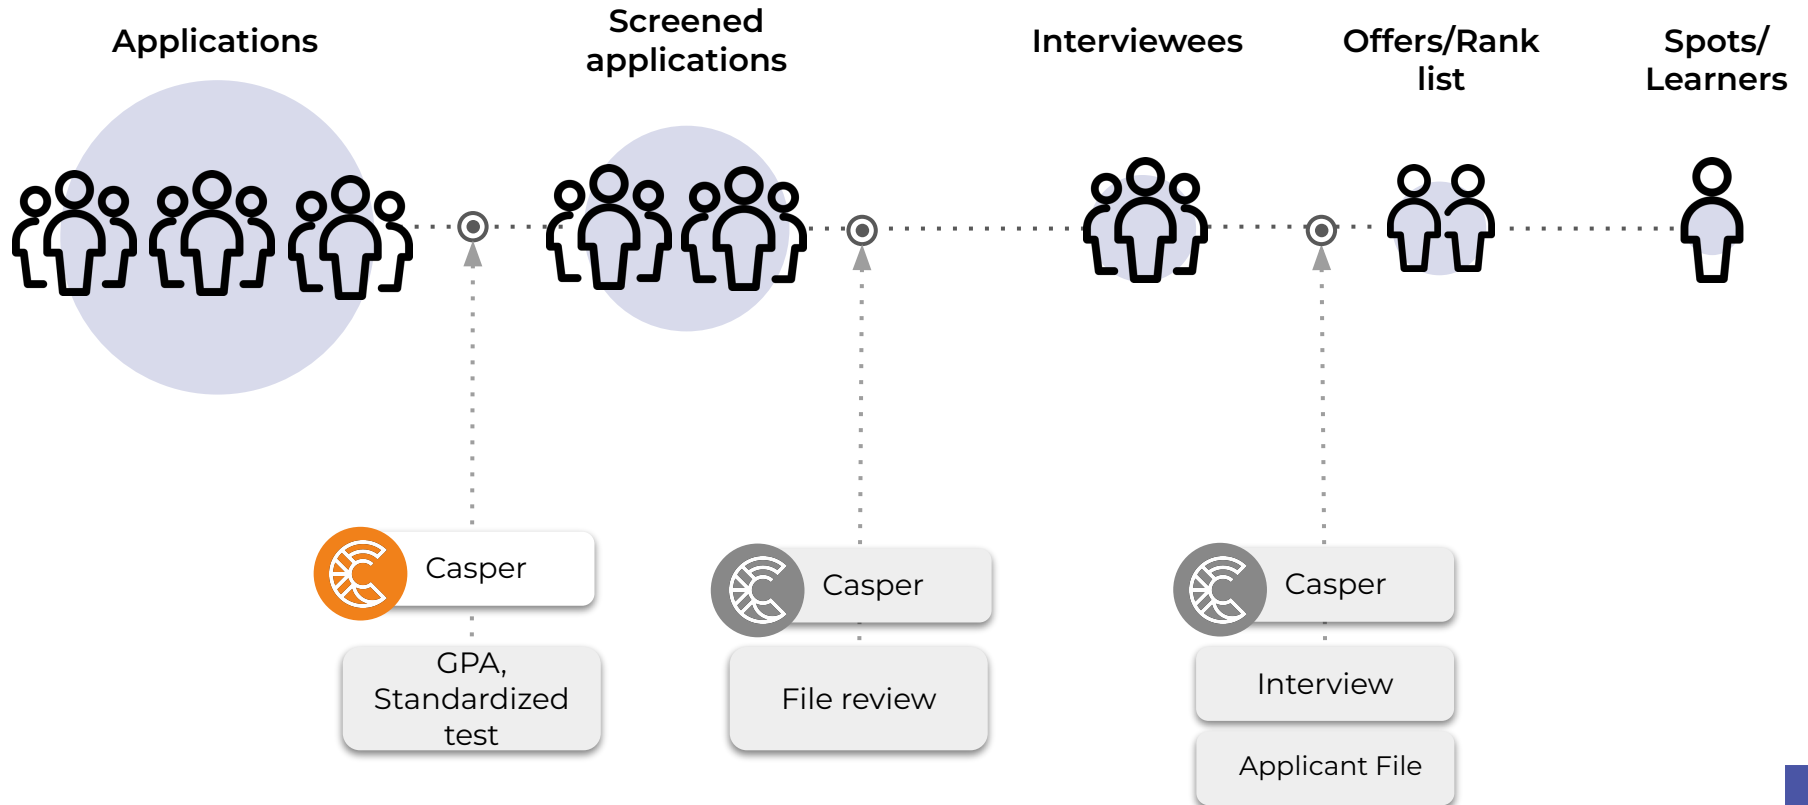 Applications
Screened
applications
Interviewees
Offers/Rank
list
Spots/
Learners
Casper
GPA,
Standardized
test
Casper
File review
Casper
Interview
Applicant File